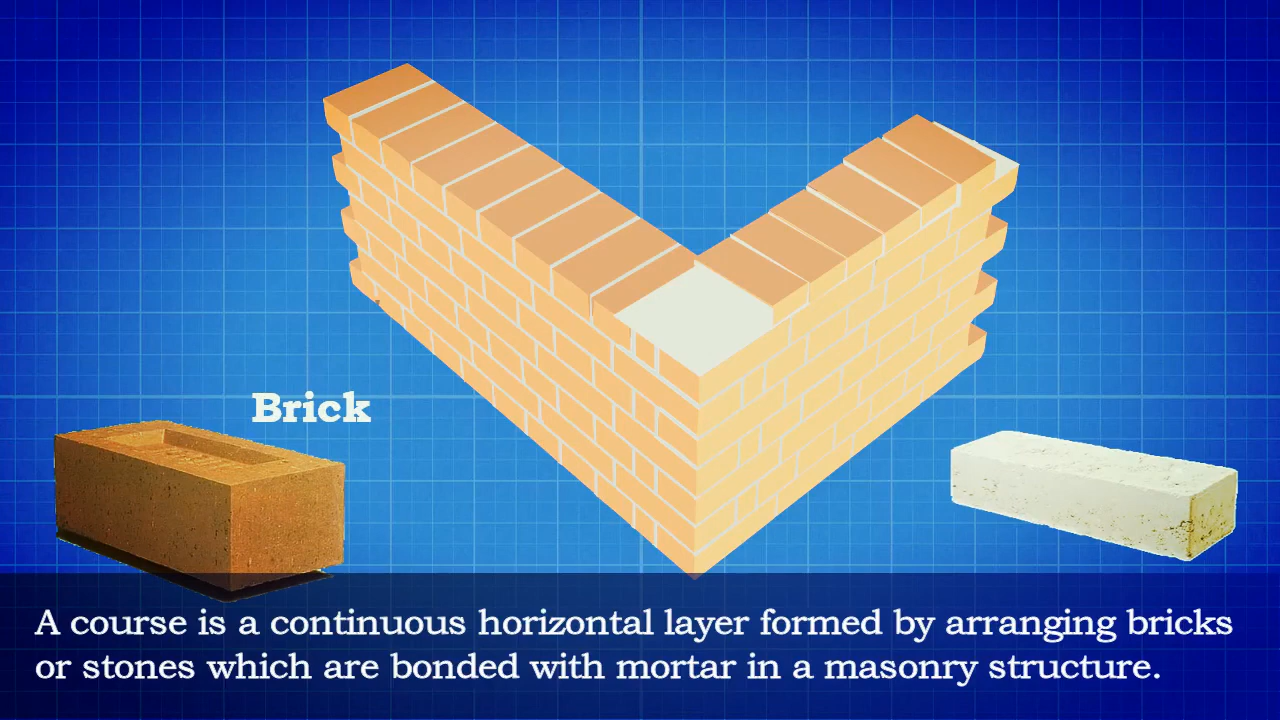 Brick
A course is a continuous horizontal layer formed by arranging bricks
or stones which are bonded with mortar in a masonry structure.